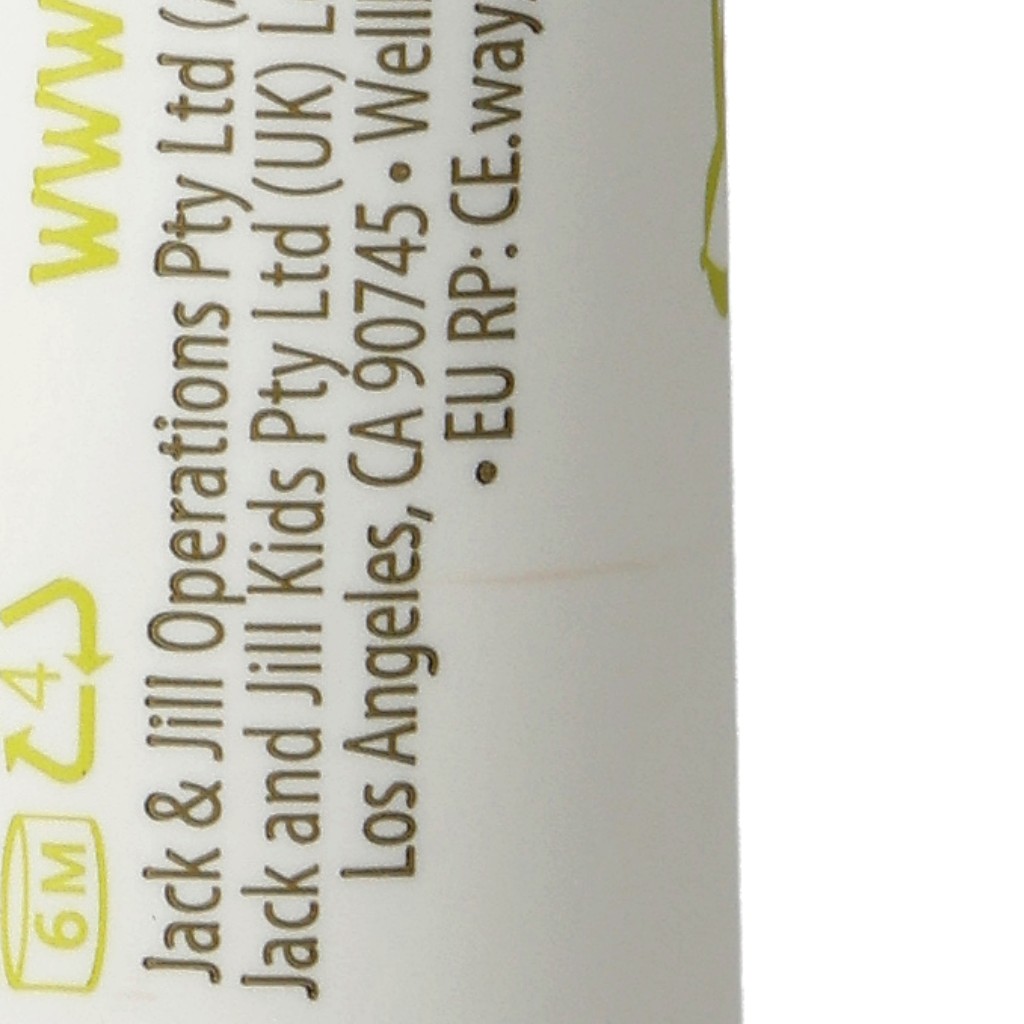 www
4
6M
Jack & Jill Operations Pty Ltd
Jack and Jill Kids Pty Ltd (UK)
Los Angeles, CA 90745 •
• EU RP: CE.way